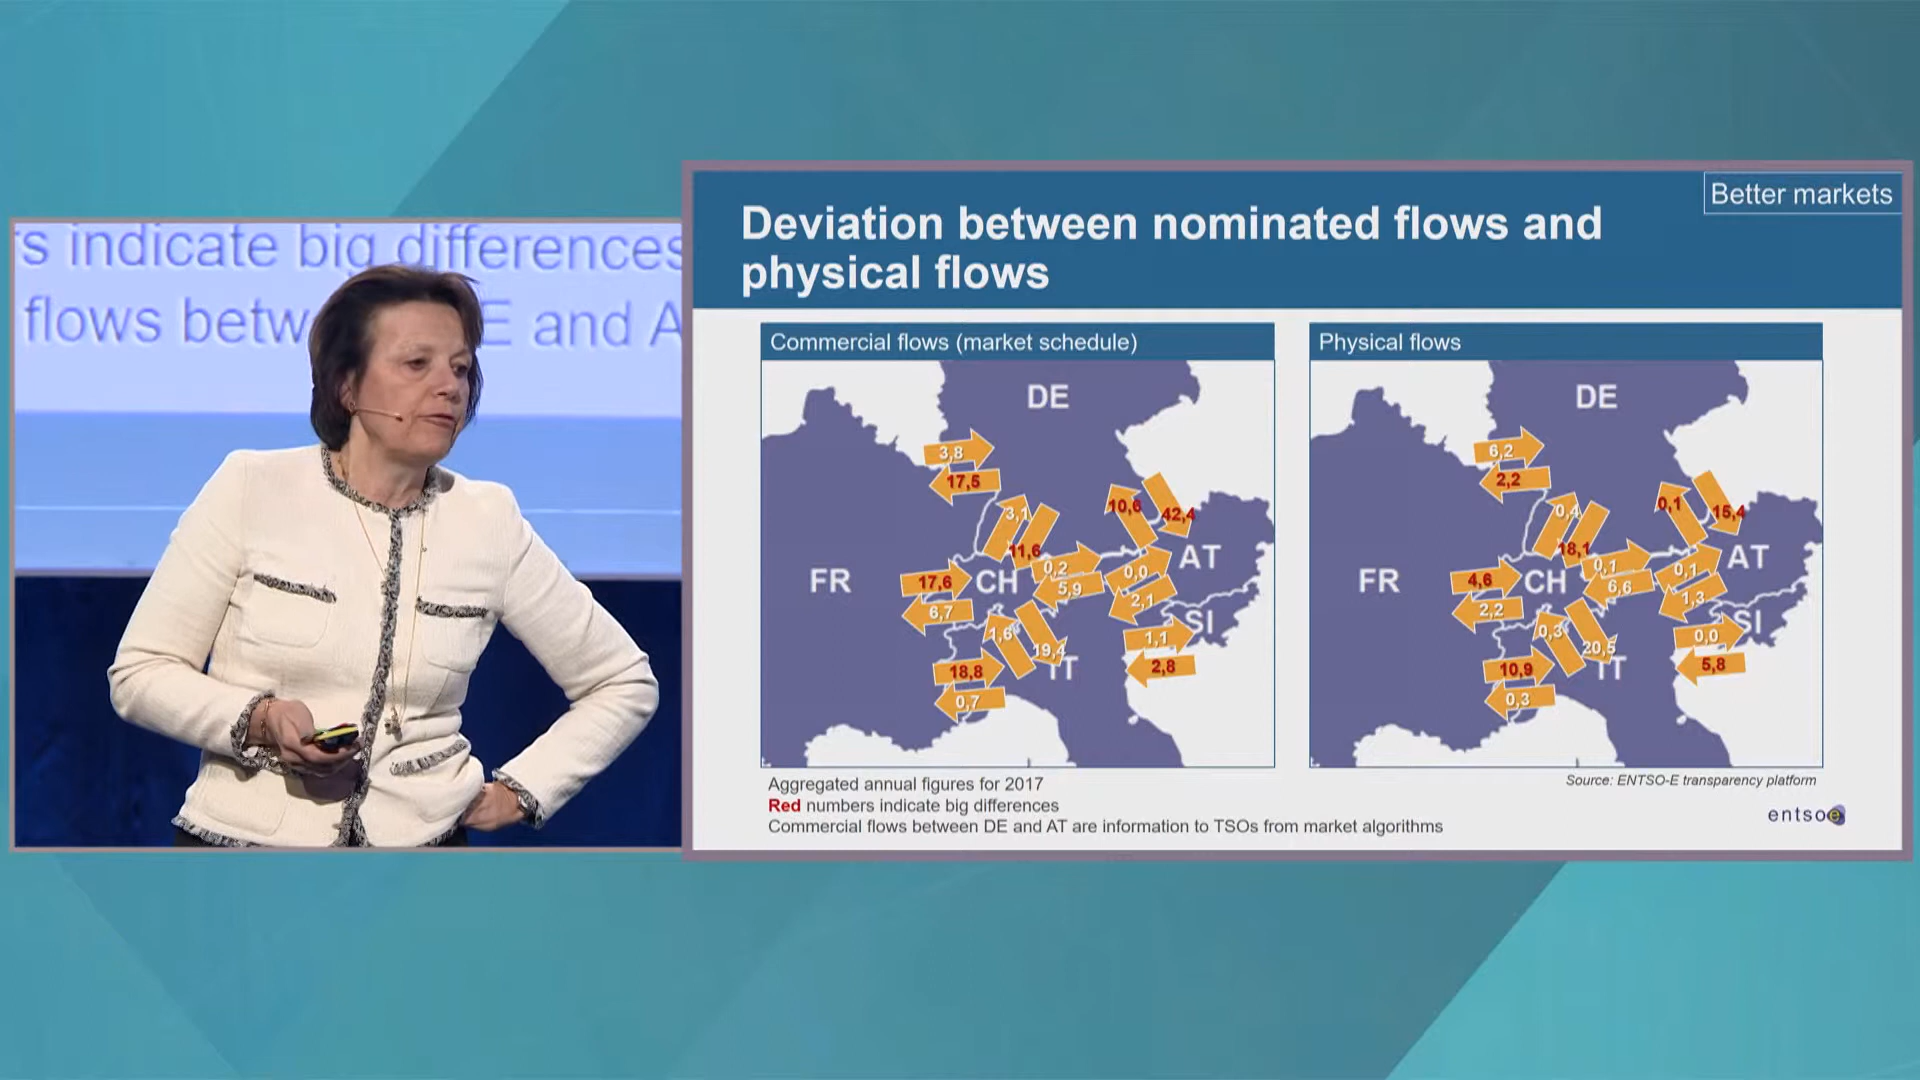 s indicate big differences
flows betw E and A
Better markets
Deviation between nominated flows and
physical flows
Commercial flows (market schedule)
DE
3,8
17,5
10,6
42,4
3,1
11,6
AT
FR
17,6
CH
0,2
0,0
5,9
6,7
2,1
SI
1,6
1,1
19,4
18,8
IT
2,8
0,7
Physical flows
DE
6,2
2,2
0,1
15,4
0,4
18,1
AT
FR
4,6
CH
0,1
0,1
6,6
2,2
1,3
SI
0,3
0,0
20,5
10,9
IT
5,8
0,3
Aggregated annual figures for 2017
Red numbers indicate big differences
Commercial flows between DE and AT are information to TSOs from market algorithms
Source: ENTSO-E transparency platform
entsoe